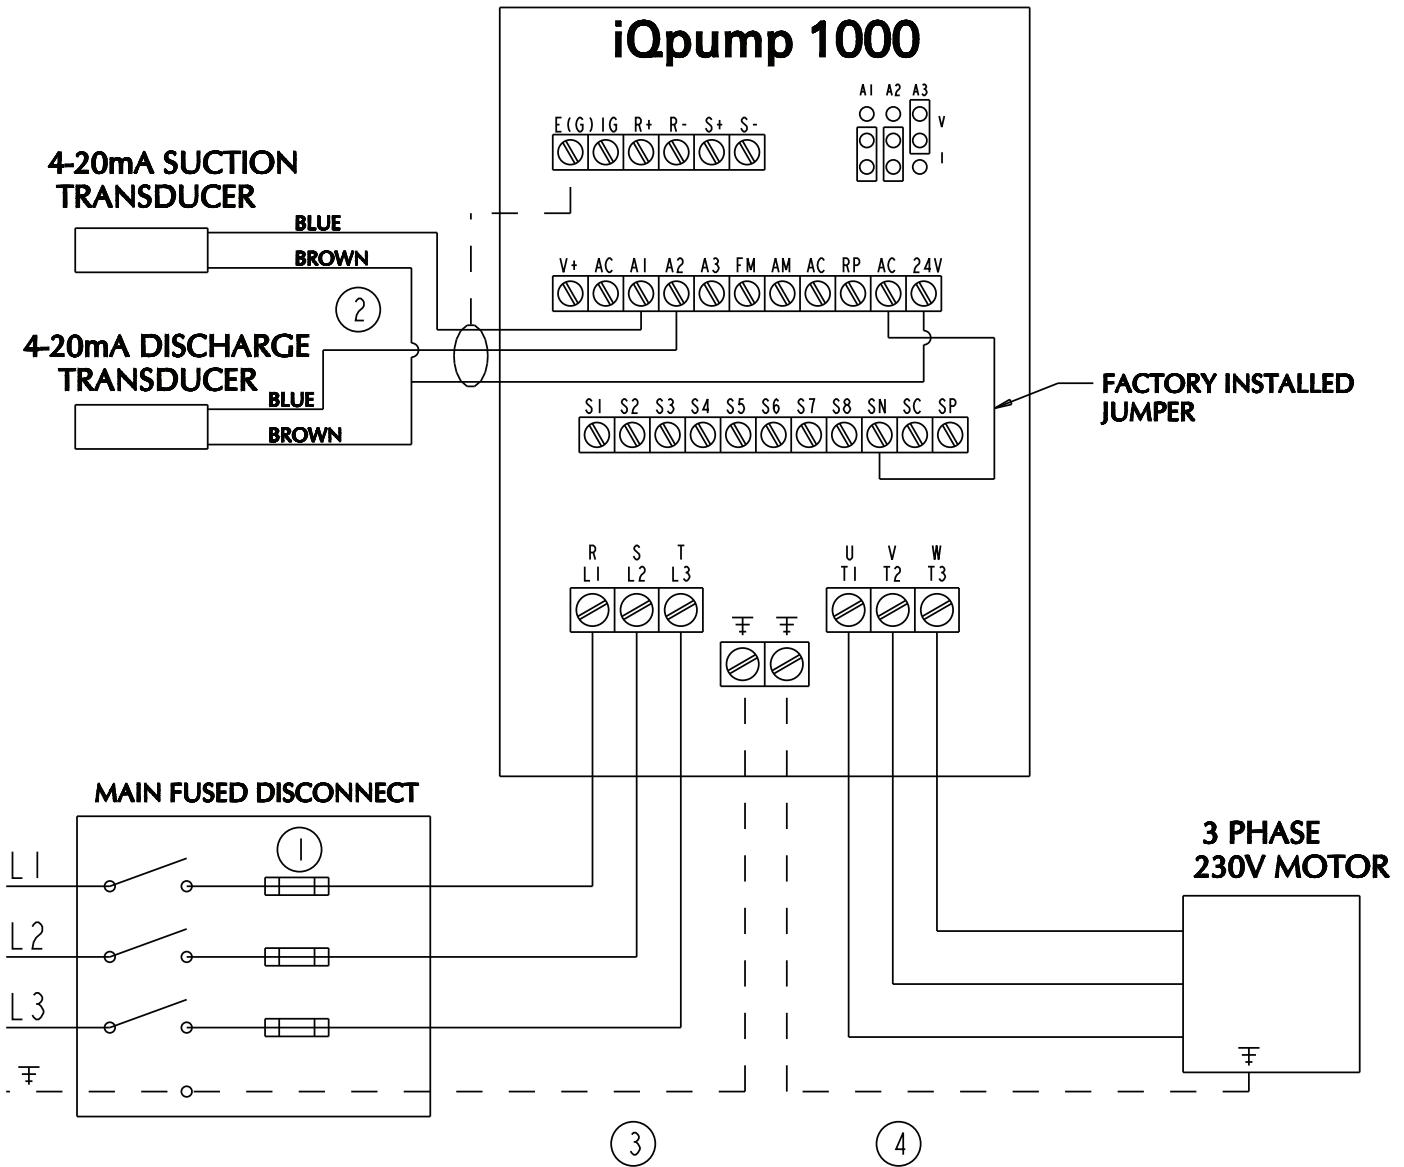 iQpump 1000
A1 A2 A3
V
I
E(G) IG R+ R- S+ S-
4-20mA SUCTION
TRANSDUCER
BLUE
BROWN
V+ AC A1 A2 A3 FM AM AC RP AC 24V
2
4-20mA DISCHARGE
TRANSDUCER
BLUE
BROWN
FACTORY INSTALLED
JUMPER
S1 S2 S3 S4 S5 S6 S7 S8 SN SC SP
R S T
L1 L2 L3
U V W
T1 T2 T3
MAIN FUSED DISCONNECT
1
L1
L2
L3
3 PHASE
230V MOTOR
3
4